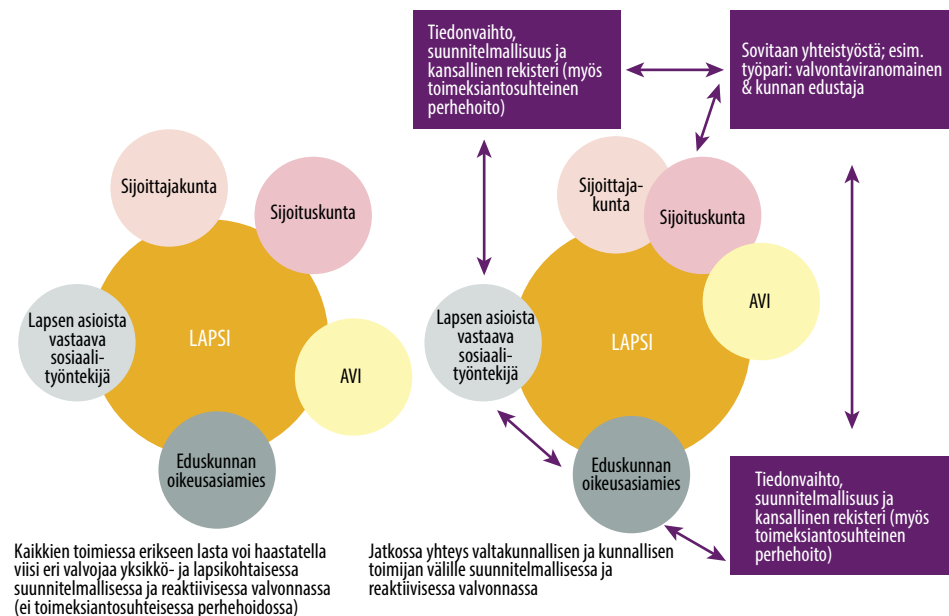 Sijoittajakunta
Sijoituskunta
Lapsen asioista
vastaava
sosiaali-
työntekijä
LAPSI
AVI
Eduskunnan
oikeusasiamies
Kaikkien toimiessa erikseen lasta voi haastatella
viisi eri valvojaa yksikkö- ja lapsikohtaisessa
suunnitelmallisessa ja reaktiivisessa valvonnassa
(ei toimeksiantosuhteisessa perhehoidossa)
Tiedonvaihto,
suunnitelmallisuus ja
kansallinen rekisteri (myös
toimeksiantosuhteinen
perhehoito)
Sovitaan yhteistyöstä; esim.
työpari: valvontaviranomainen
& kunnan edustaja
Sijoittaja-
kunta
Sijoituskunta
AVI
Lapsen asioista
vastaava
sosiaali-
työntekijä
LAPSI
Eduskunnan
oikeusasiamies
Tiedonvaihto,
suunnitelmallisuus ja
kansallinen rekisteri (myös
toimeksiantosuhteinen
perhehoito)
Jatkossa yhteys valtakunnallisen ja kunnallisen
toimijan välille suunnitelmallisessa ja
reaktiivisessa valvonnassa